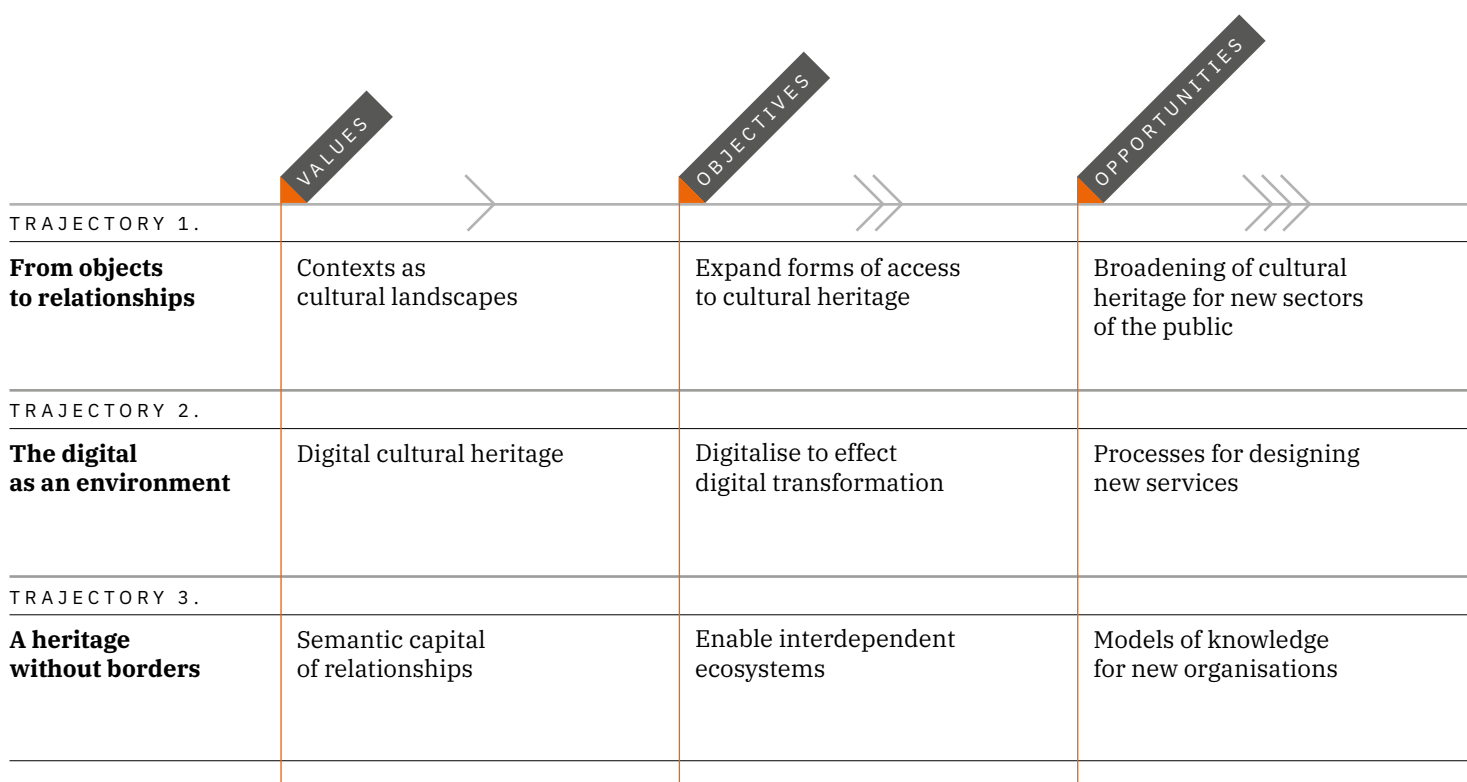 VALUES
OBJECTIVES
OPPORTUNITIES
TRAJECTORY 1.
From objects
to relationships
Contexts as
cultural landscapes
Expand forms of access
to cultural heritage
Broadening of cultural
heritage for new sectors
of the public
TRAJECTORY 2.
The digital
as an environment
Digital cultural heritage
Digitalise to effect
digital transformation
Processes for designing
new services
TRAJECTORY 3.
A heritage
without borders
Semantic capital
of relationships
Enable interdependent
ecosystems
Models of knowledge
for new organisations